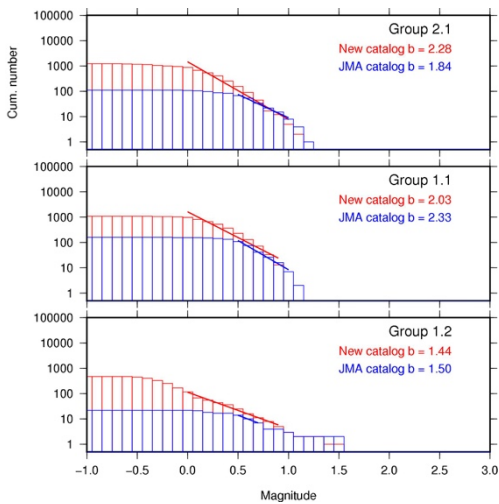 100000
10000
1000
100
10
1
Cum. number
Group 2.1
New catalog b = 2.28
JMA catalog b = 1.84
100000
10000
1000
100
10
1
Group 1.1
New catalog b = 2.03
JMA catalog b = 2.33
100000
10000
1000
100
10
1
Group 1.2
New catalog b = 1.44
JMA catalog b = 1.50
−1.0 −0.5 0.0 0.5 1.0 1.5 2.0 2.5 3.0
Magnitude